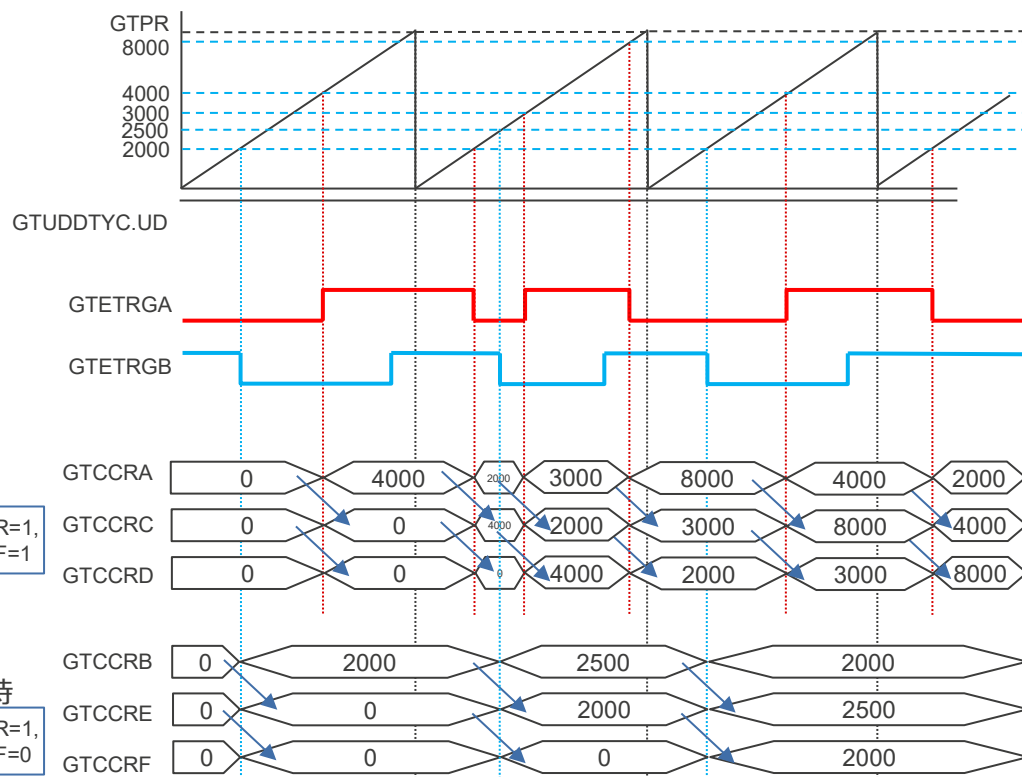 GTPR
8000
4000
3000
2500
2000
GTUDDTYC.UD
GTETRGA
GTETRGB
GTCCRA 0 4000 2000 3000 8000 4000 2000
R=1,
F=1
GTCCRC 0 0 4000 2000 3000 8000 4000
GTCCRD 0 0 0 4000 2000 3000 8000
GTCCRB 0 2000 2500 2000
時
R=1,
F=0
GTCCRE 0 0 2000 2500
GTCCRF 0 0 0 2000